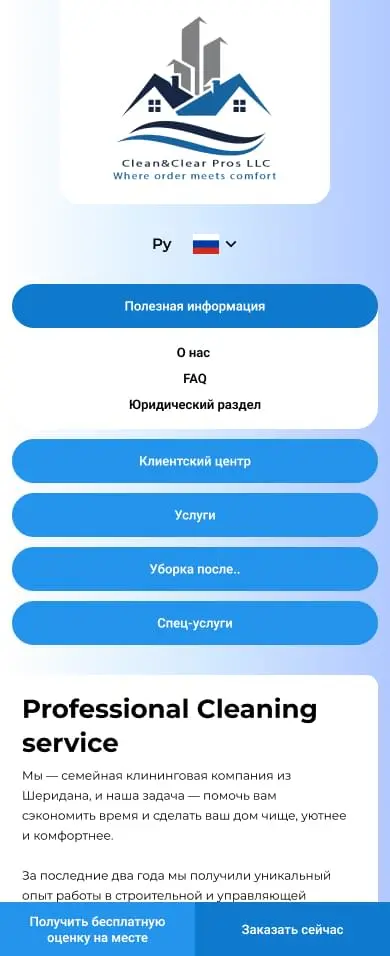 Clean&Clear Pros LLC
Where order meets comfort
Ру
Полезная информация
О нас
FAQ
Юридический раздел
Клиентский центр
Услуги
Уборка после..
Спец-услуги
Professional Cleaning
service
Мы — семейная клининговая компания из
Шеридана, и наша задача — помочь вам
сэкономить время и сделать ваш дом чище, уютнее
и комфортнее.
За последние два года мы получили уникальный
опыт работы в строительной и управляющей
Получить бесплатную
оценку на месте
Заказать сейчас